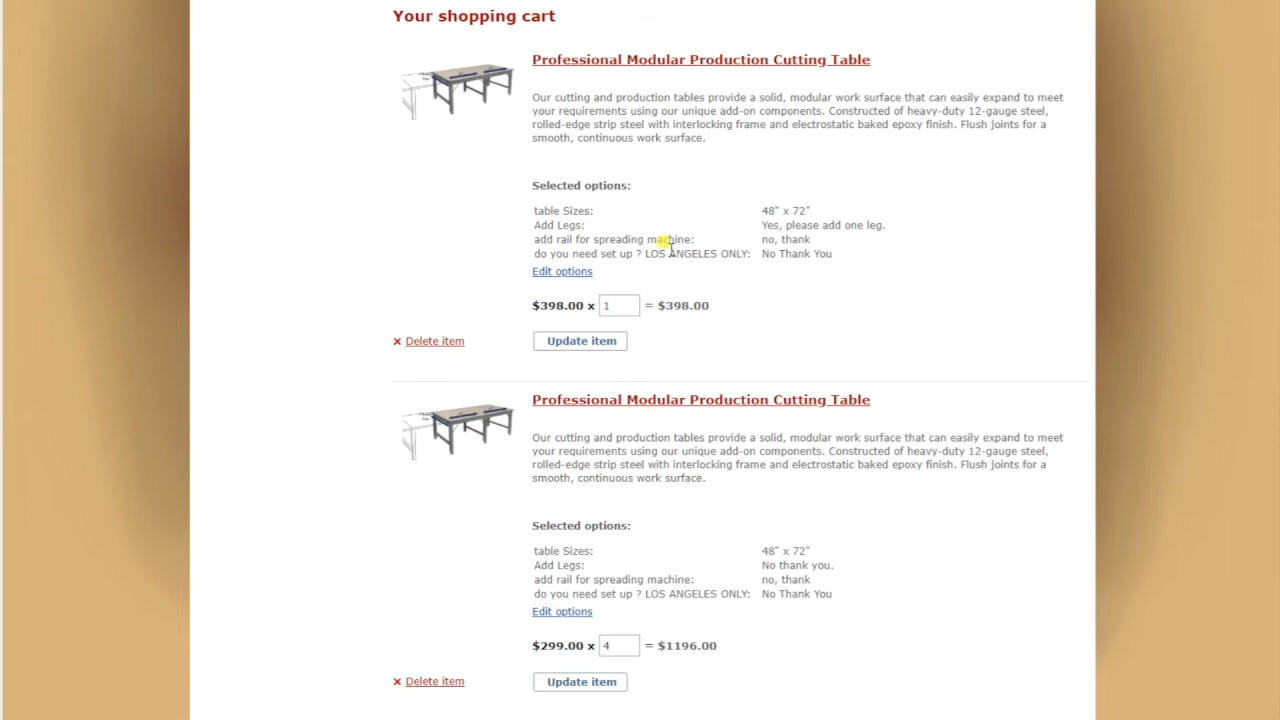 Your shopping cart
Professional Modular Production Cutting Table
Our cutting and production tables provide a solid, modular work surface that can easily expand to meet
your requirements using our unique add-on components. Constructed of heavy-duty 12-gauge steel,
rolled-edge strip steel with interlocking frame and electrostatic baked epoxy finish. Flush joints for a
smooth, continuous work surface.
Selected options:
table Sizes: 48" x 72"
Add Legs: Yes, please add one leg.
add rail for spreading machine: no, thank
do you need set up ? LOS ANGELES ONLY: No Thank You
Edit options
$398.00 x 1 = $398.00
× Delete item Update item
Professional Modular Production Cutting Table
Our cutting and production tables provide a solid, modular work surface that can easily expand to meet
your requirements using our unique add-on components. Constructed of heavy-duty 12-gauge steel,
rolled-edge strip steel with interlocking frame and electrostatic baked epoxy finish. Flush joints for a
smooth, continuous work surface.
Selected options:
table Sizes: 48" x 72"
Add Legs: No thank you.
add rail for spreading machine: no, thank
do you need set up ? LOS ANGELES ONLY: No Thank You
Edit options
$299.00 x 4 = $1196.00
× Delete item Update item